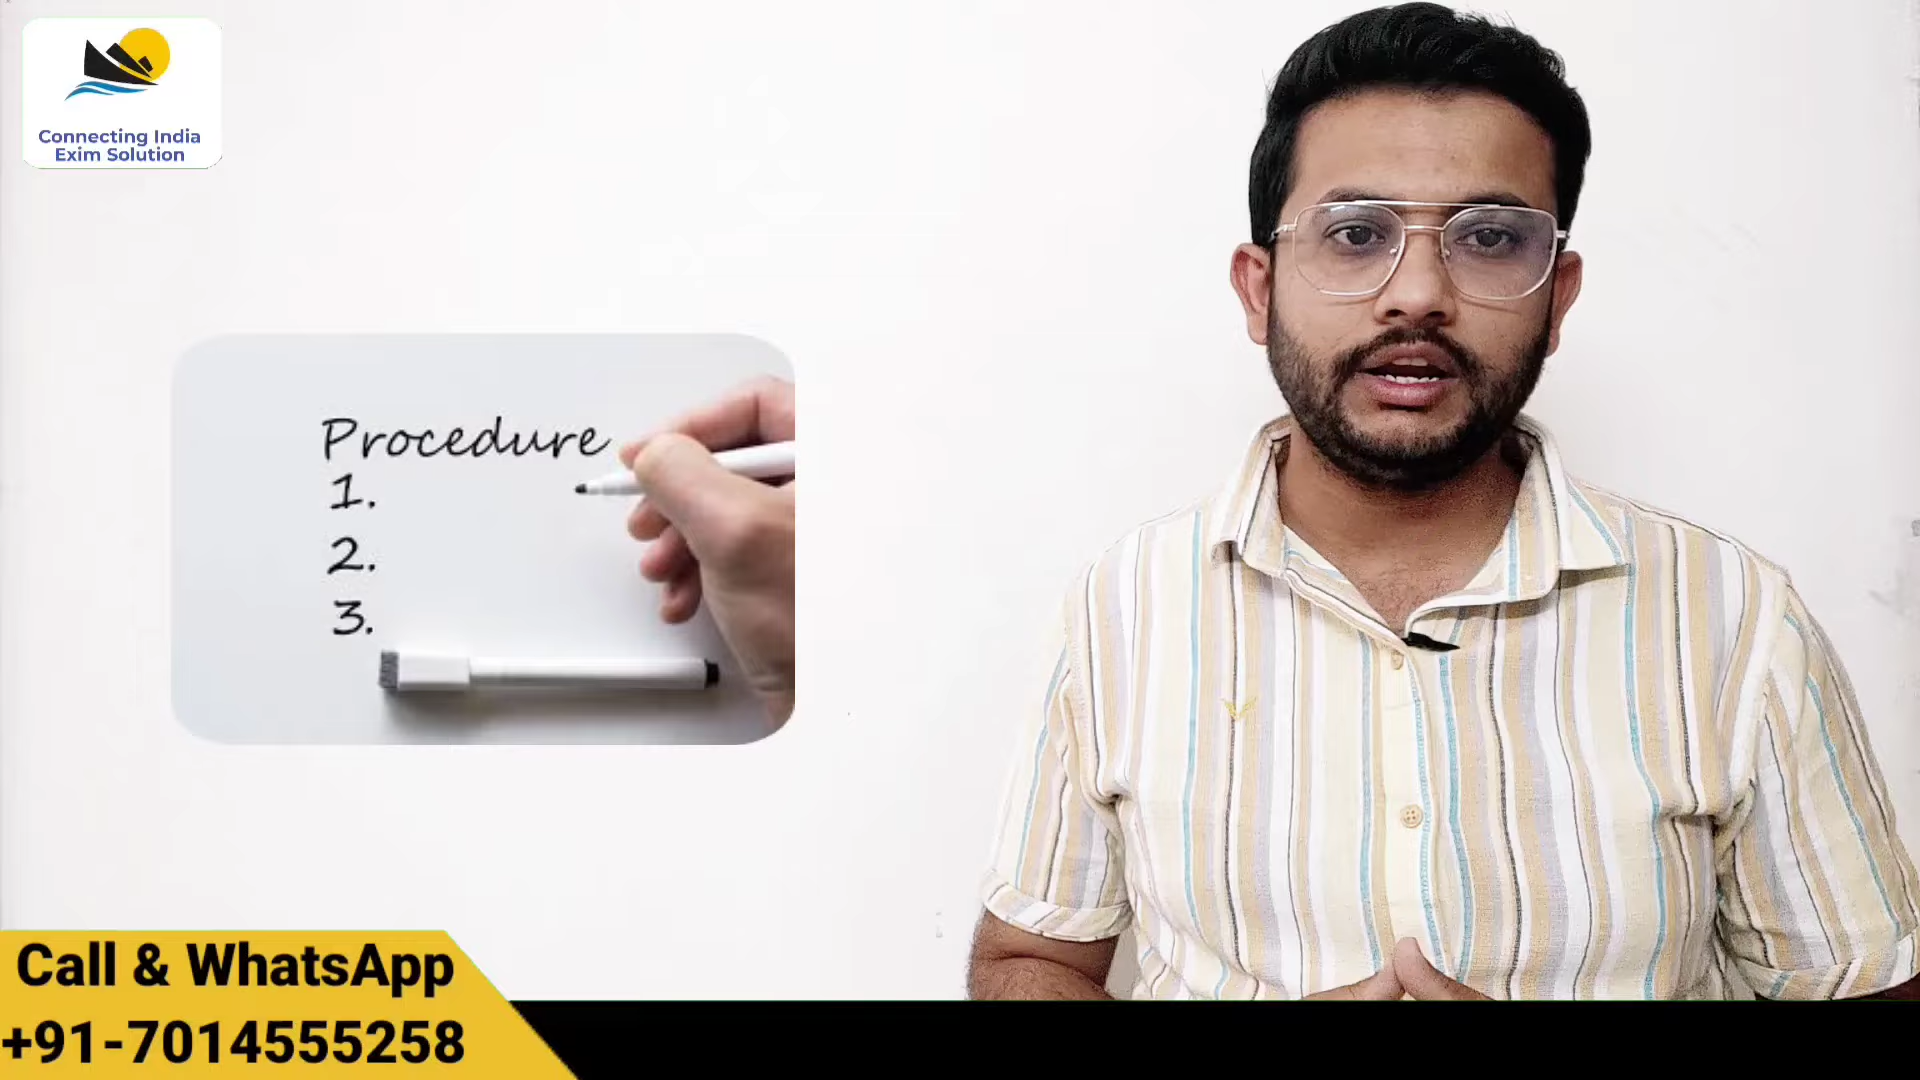 Connecting India
Exim Solution
Procedure
1.
2.
3.
Call & WhatsApp
+91-7014555258